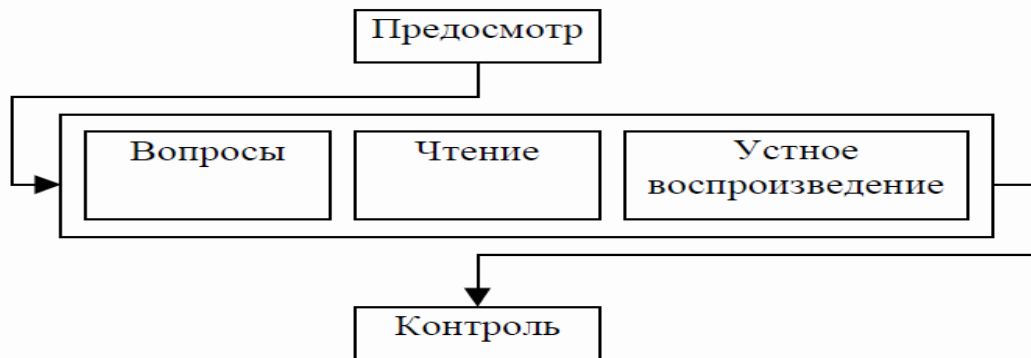 Предосмотр
Вопросы
Чтение
Устное
воспроизведение
Контроль